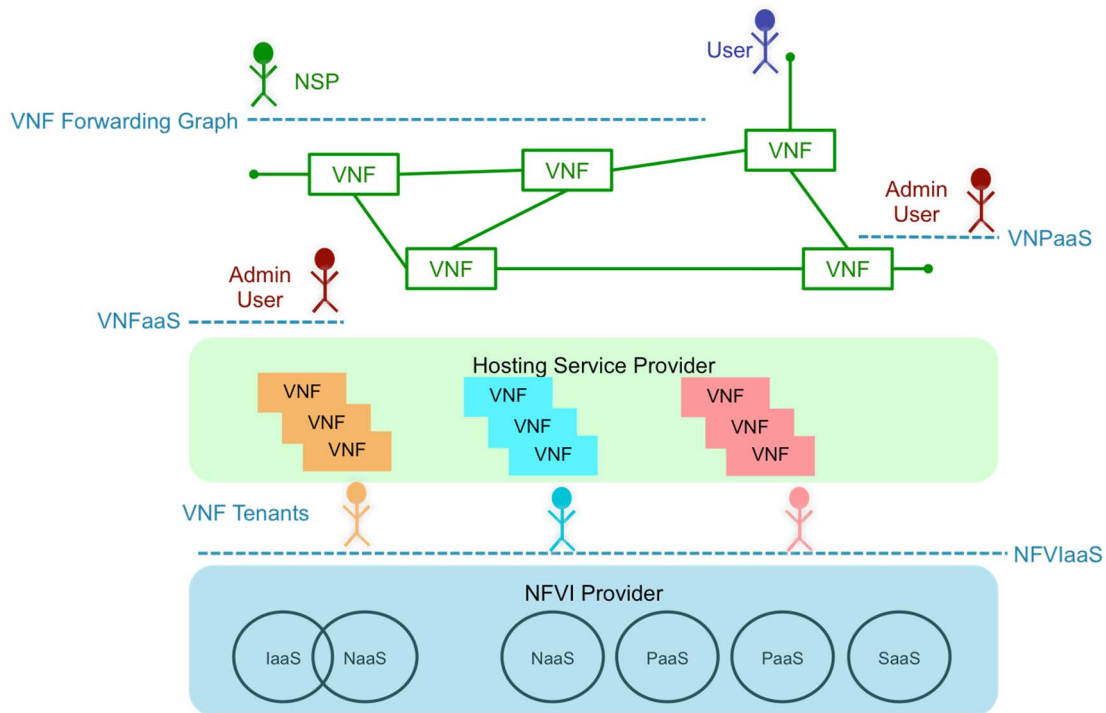 User
NSP
VNF Forwarding Graph
VNF
VNF
VNF
Admin
User
VNPaaS
VNF
VNF
Admin
User
VNFaaS
Hosting Service Provider
VNF
VNF
VNF
VNF
VNF
VNF
VNF
VNF
VNF
VNF Tenants
NFVIaaS
NFVI Provider
IaaS
NaaS
NaaS
PaaS
PaaS
SaaS